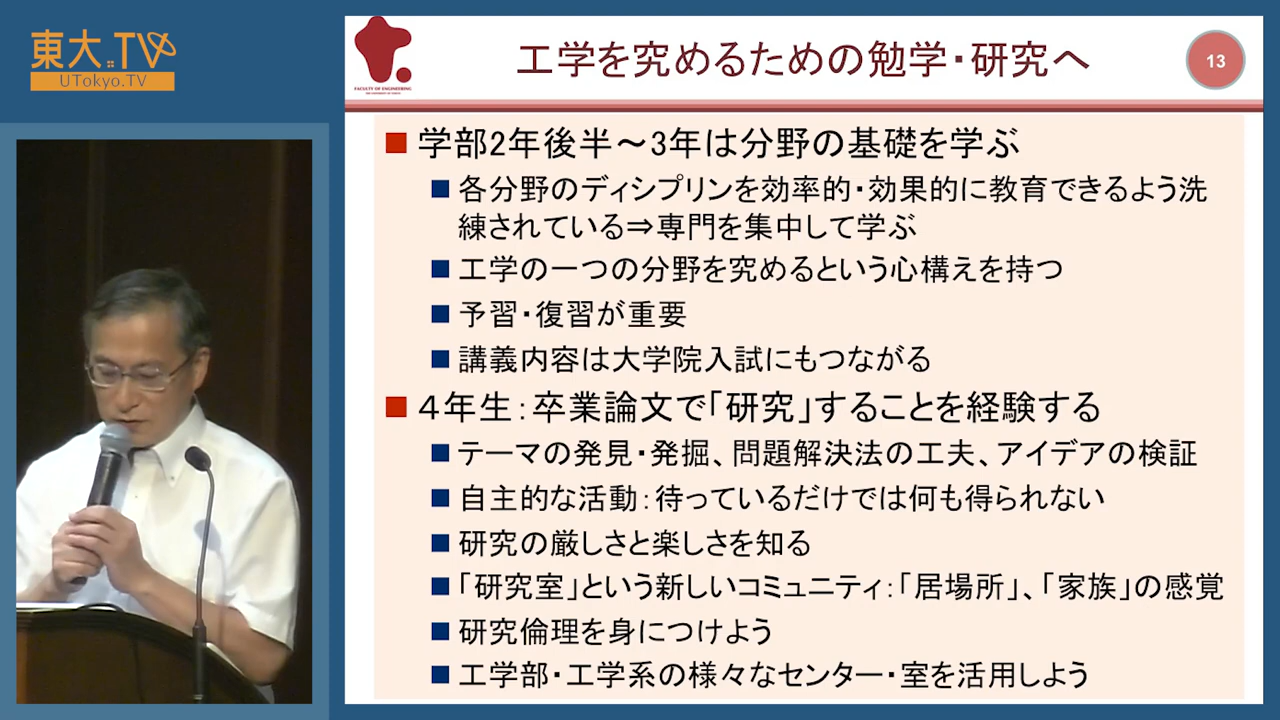 東大.TV
UTokyo.TV
FACULTY OF ENGINEERING
THE UNIVERSITY OF TOKYO
工学を究めるための勉学・研究へ
13
学部2年後半～3年は分野の基礎を学ぶ
各分野のディシプリンを効率的・効果的に教育できるよう洗
練されている⇒専門を集中して学ぶ
工学の一つの分野を究めるという心構えを持つ
予習・復習が重要
講義内容は大学院入試にもつながる
４年生：卒業論文で「研究」することを経験する
テーマの発見・発掘、問題解決法の工夫、アイデアの検証
自主的な活動：待っているだけでは何も得られない
研究の厳しさと楽しさを知る
「研究室」という新しいコミュニティ：「居場所」、「家族」の感覚
研究倫理を身につけよう
工学部・工学系の様々なセンター・室を活用しよう